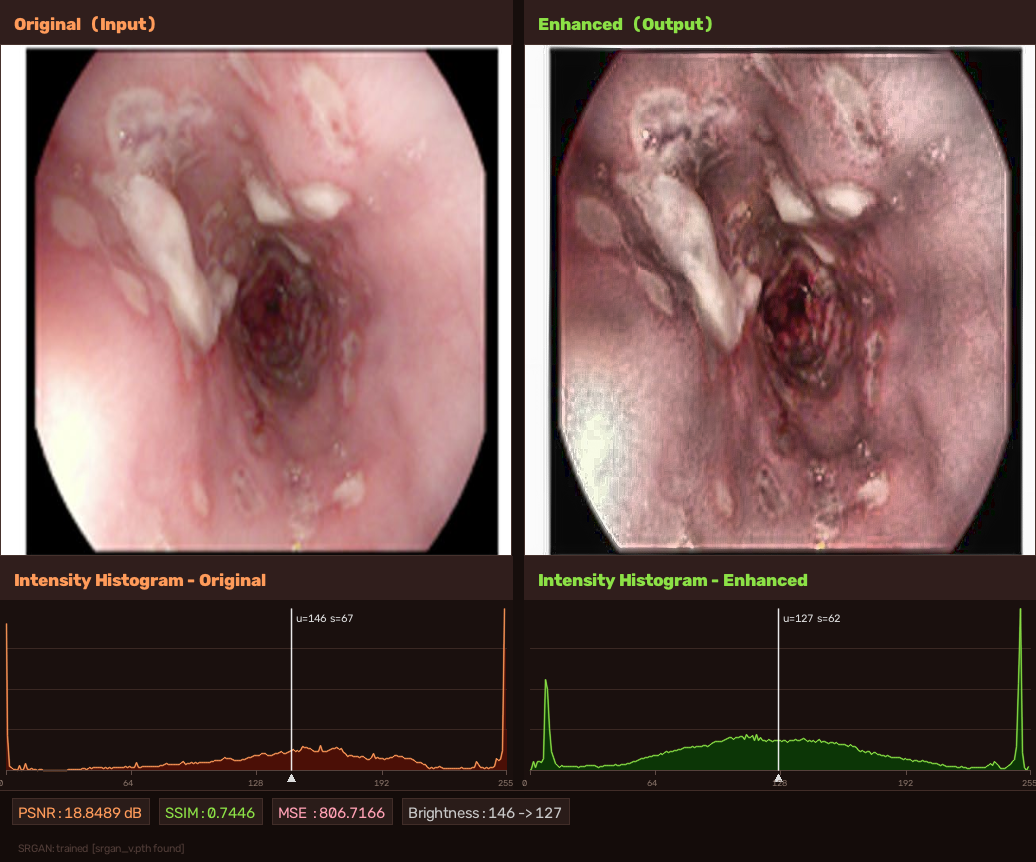 Original (Input)
Enhanced (Output)
Intensity Histogram - Original
Intensity Histogram - Enhanced
u=146 s=67
u=127 s=62
0 64 128 192 255
0 64 128 192 255
PSNR : 18.8489 dB
SSIM : 0.7446
MSE : 806.7166
Brightness : 146 -> 127
SRGAN: trained [srgan_v.pth found]